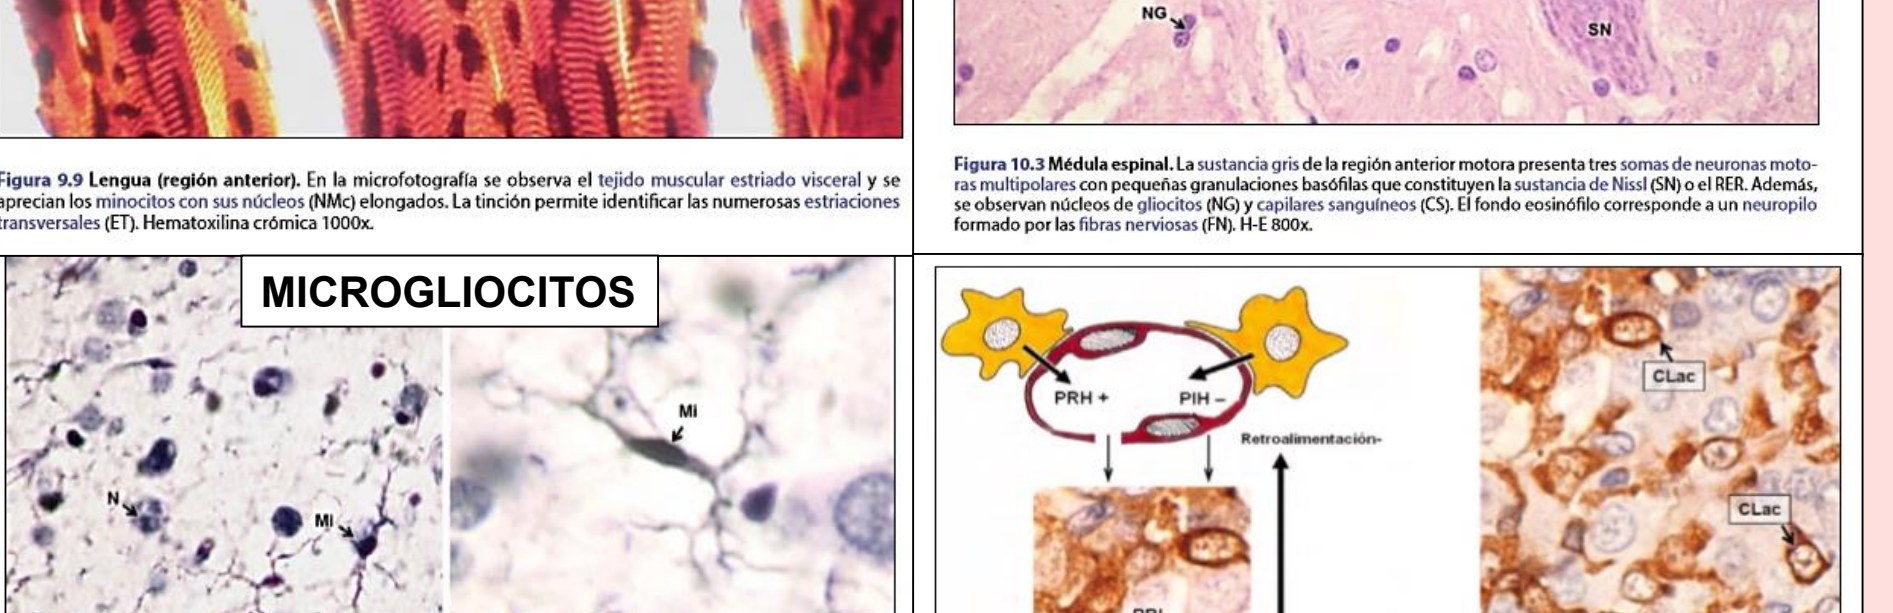 NG
SN
Figura 9.9 Lengua (región anterior). En la microfotografía se observa el tejido muscular estriado visceral y se
aprecian los minocitos con sus núcleos (NMc) elongados. La tinción permite identificar las numerosas estriaciones
transversales (ET). Hematoxilina crómica 1000x.
Figura 10.3 Médula espinal. La sustancia gris de la región anterior motora presenta tres somas de neuronas moto-
ras multipolares con pequeñas granulaciones basófilas que constituyen la sustancia de Nissl (SN) o el RER. Además,
se observan núcleos de gliocitos (NG) y capilares sanguíneos (CS). El fondo eosinófilo corresponde a un neuropilo
formado por las fibras nerviosas (FN). H-E 800x.
MICROGLIOCITOS
N
Mi
Mi
PRH +
PIH –
Retroalimentación-
CLac
CLac